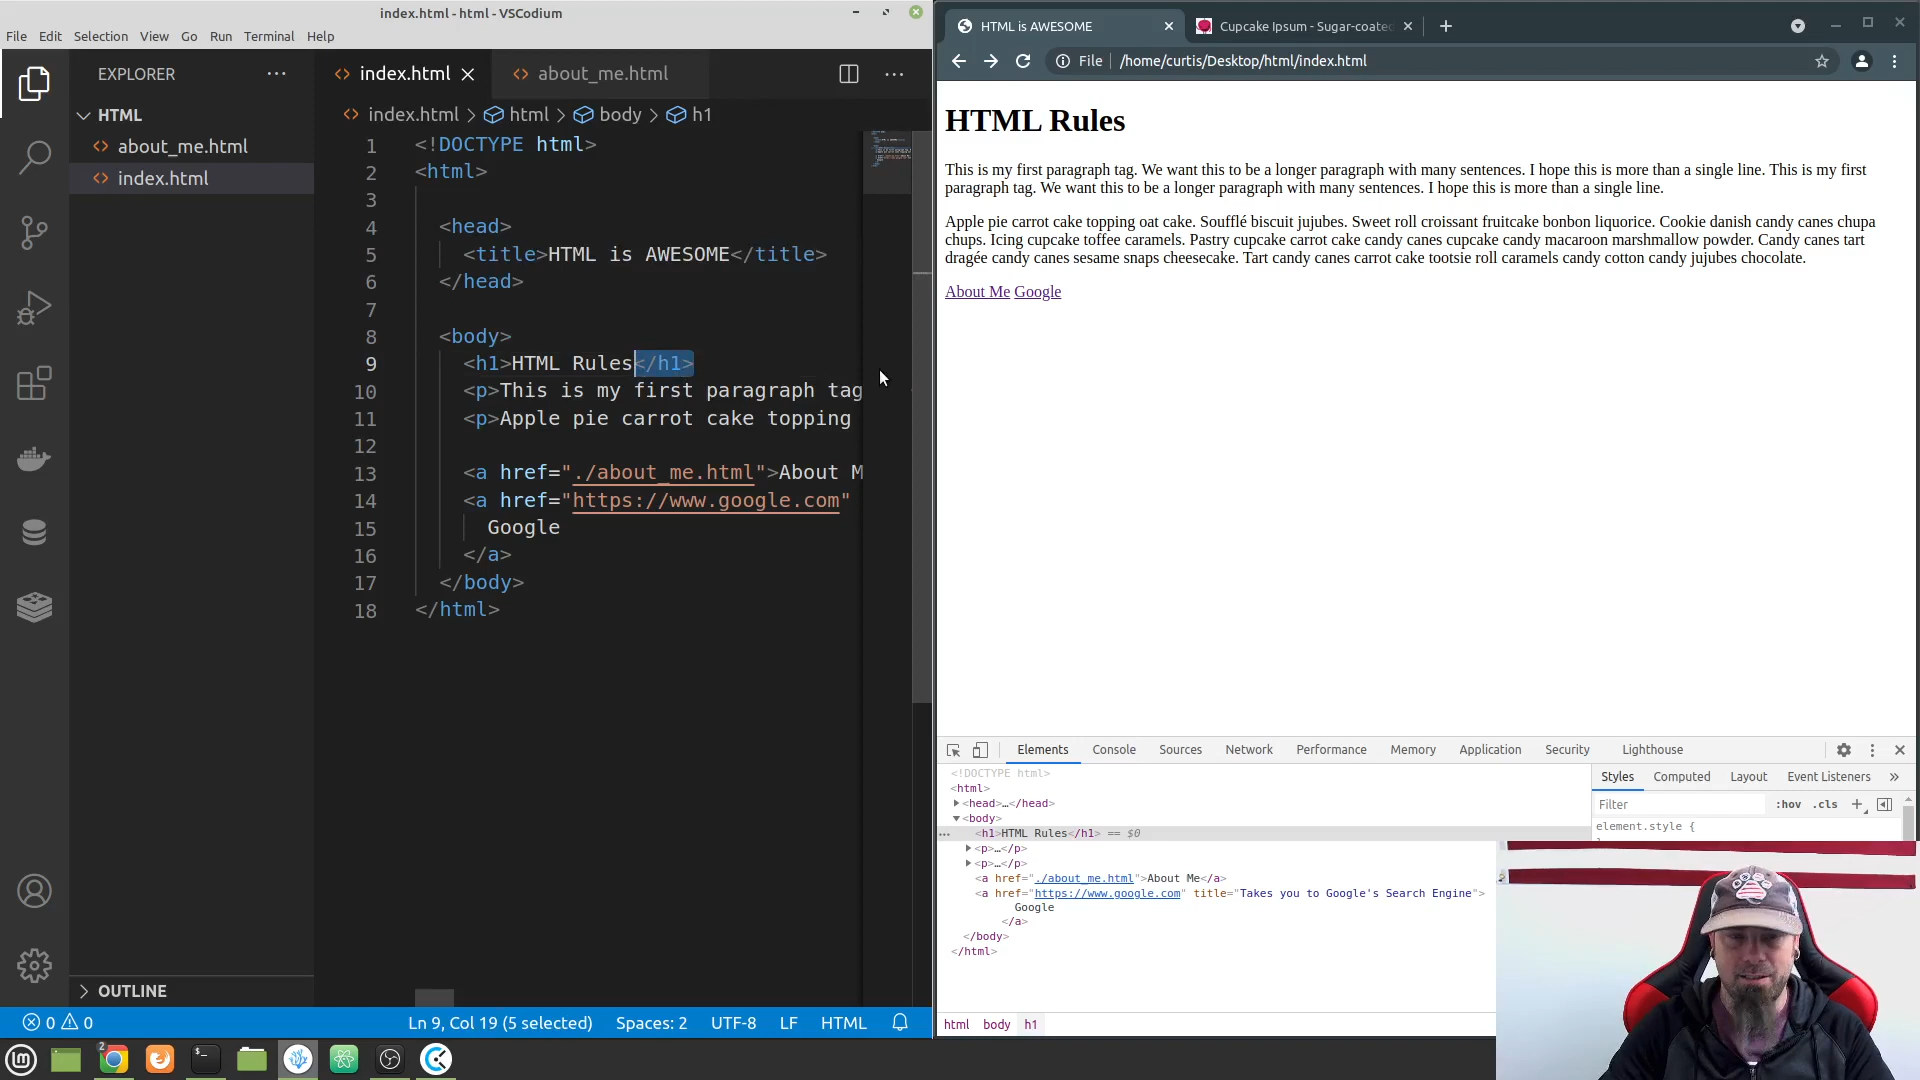 index.html - html - VSCodium
File Edit Selection View Go Run Terminal Help
EXPLORER
HTML
about_me.html
index.html
OUTLINE
index.html
about_me.html
index.html > html > body > h1
1 <!DOCTYPE html>
2 <html>
3
4 <head>
5 <title>HTML is AWESOME</title>
6 </head>
7
8 <body>
9 <h1>HTML Rules</h1>
10 <p>This is my first paragraph tag
11 <p>Apple pie carrot cake topping
12
13 <a href="./about_me.html">About M
14 <a href="https://www.google.com"
15 Google
16 </a>
17 </body>
18 </html>
0 0
Ln 9, Col 19 (5 selected) Spaces: 2 UTF-8 LF HTML
2
HTML is AWESOME
Cupcake Ipsum - Sugar-coate
File /home/curtis/Desktop/html/index.html
HTML Rules
This is my first paragraph tag. We want this to be a longer paragraph with many sentences. I hope this is more than a single line. This is my first
paragraph tag. We want this to be a longer paragraph with many sentences. I hope this is more than a single line.
Apple pie carrot cake topping oat cake. Soufflé biscuit jujubes. Sweet roll croissant fruitcake bonbon liquorice. Cookie danish candy canes chupa
chups. Icing cupcake toffee caramels. Pastry cupcake carrot cake candy canes cupcake candy macaroon marshmallow powder. Candy canes tart
dragée candy canes sesame snaps cheesecake. Tart candy canes carrot cake tootsie roll caramels candy cotton candy jujubes chocolate.
About Me Google
Elements Console Sources Network Performance Memory Application Security Lighthouse
<!DOCTYPE html>
<html>
<head>…</head>
<body>
<h1>HTML Rules</h1> == $0
<p>…</p>
<p>…</p>
<a href="./about_me.html">About Me</a>
<a href="https://www.google.com" title="Takes you to Google's Search Engine">
Google
</a>
</body>
</html>
html body h1
Styles Computed Layout Event Listeners »
Filter :hov .cls +
element.style {